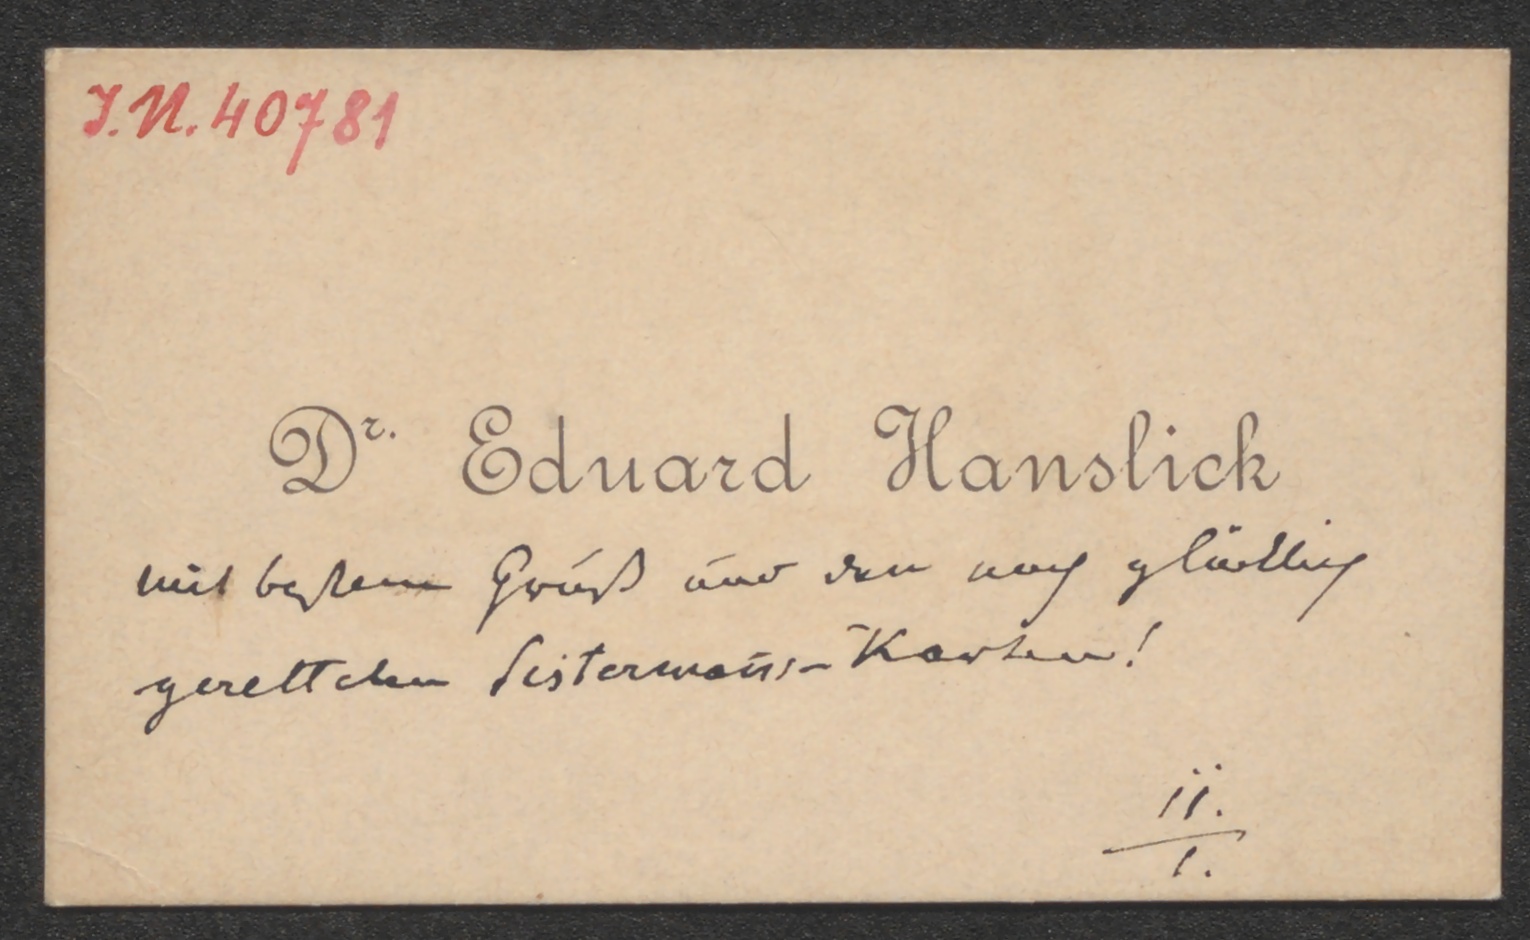 J.N. 40781
Dr. Eduard Hanslick
mit bestem Gruß und den noch glücklich
geretteten Sistermans-Karten!
11.
1.